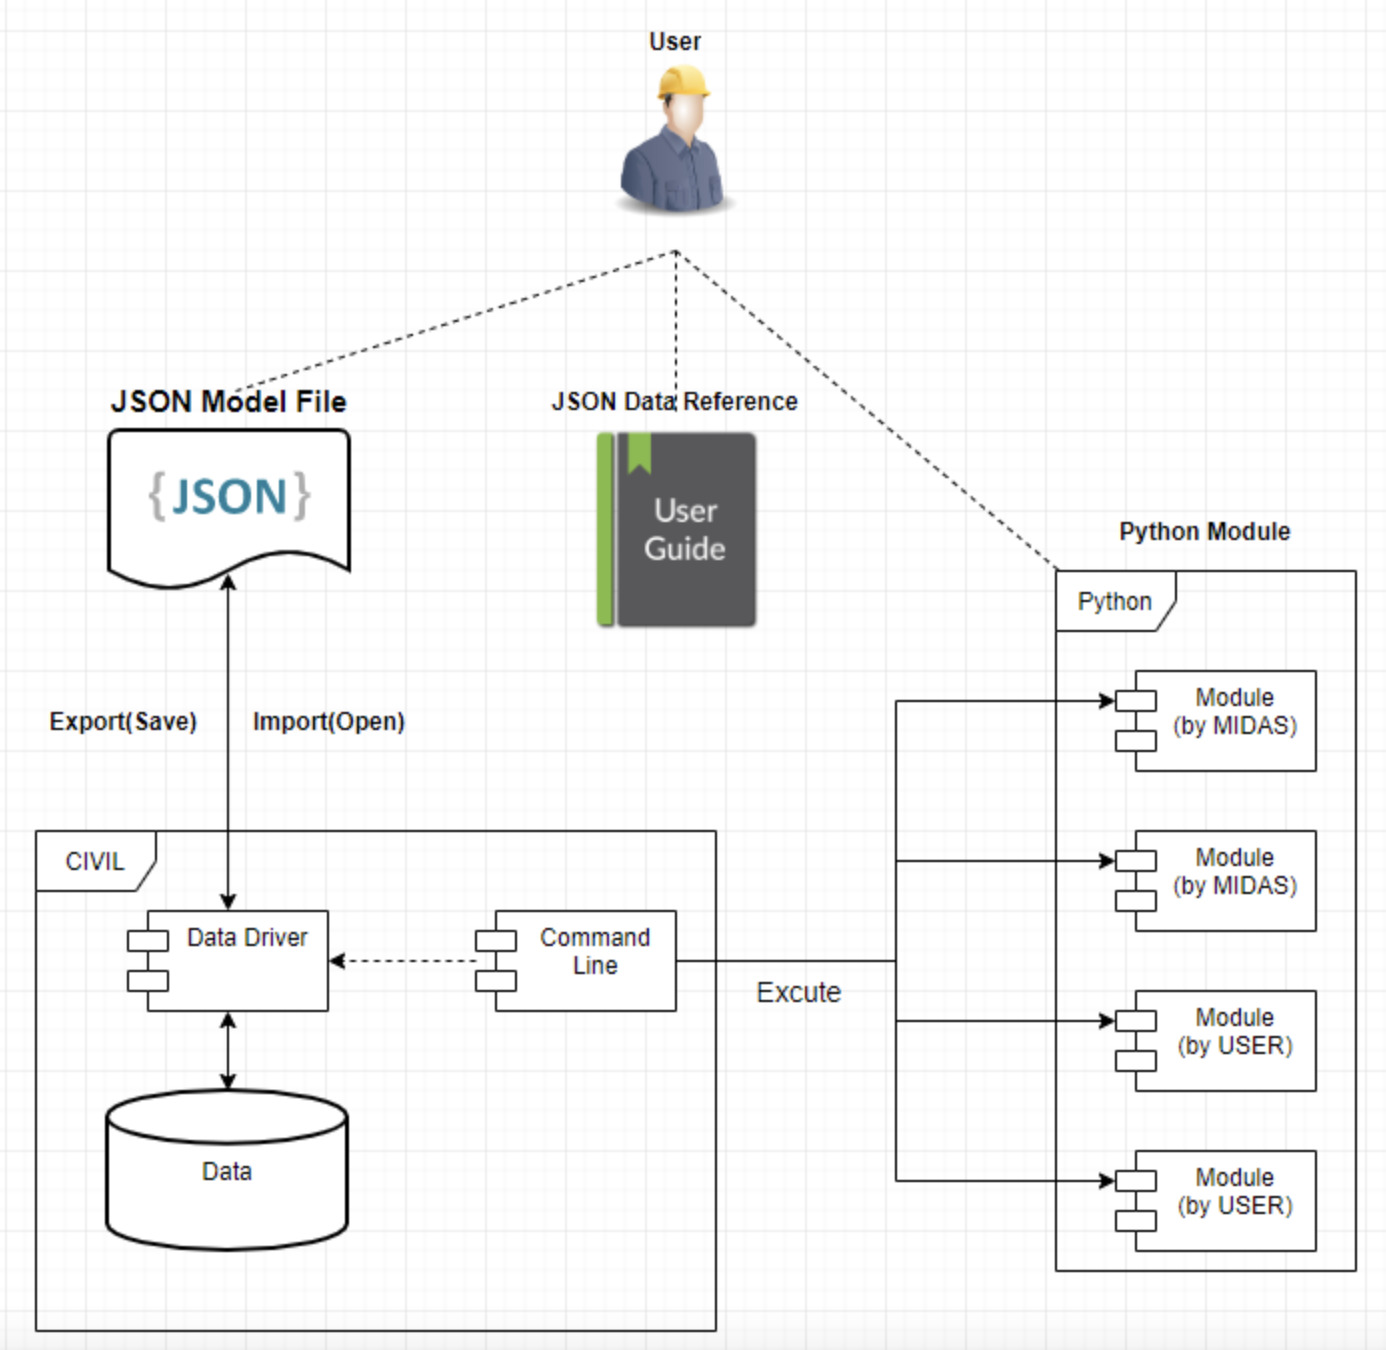 User
JSON Model File
{JSON}
JSON Data Reference
User
Guide
Python Module
Python
Module
(by MIDAS)
Export(Save)
Import(Open)
CIVIL
Module
(by MIDAS)
Data Driver
Command
Line
Excute
Module
(by USER)
Data
Module
(by USER)